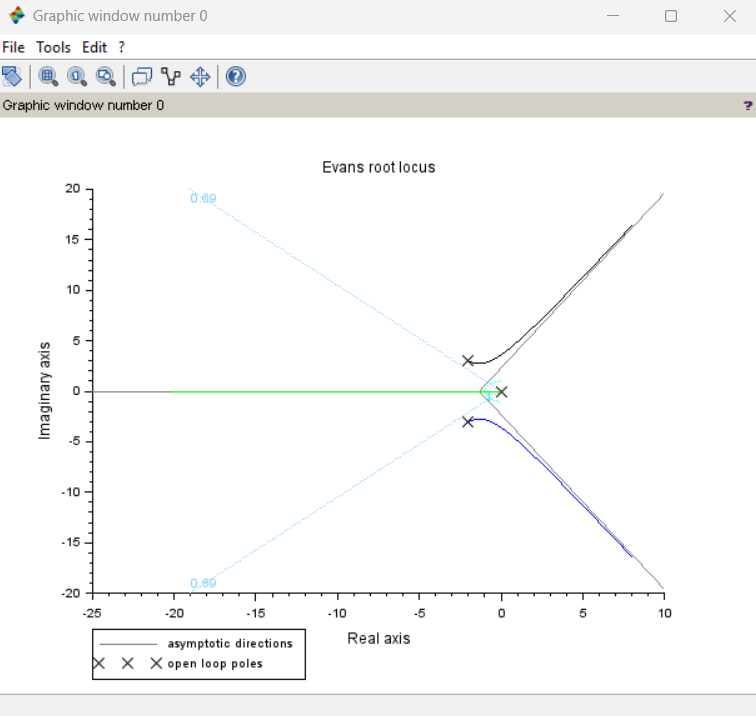 Graphic window number 0
File Tools Edit ?
Graphic window number 0
?
Evans root locus
20
15
10
5
0
-5
-10
-15
-20
Imaginary axis
0.69
0.69
-25 -20 -15 -10 -5 0 5 10
Real axis
asymptotic directions
open loop poles